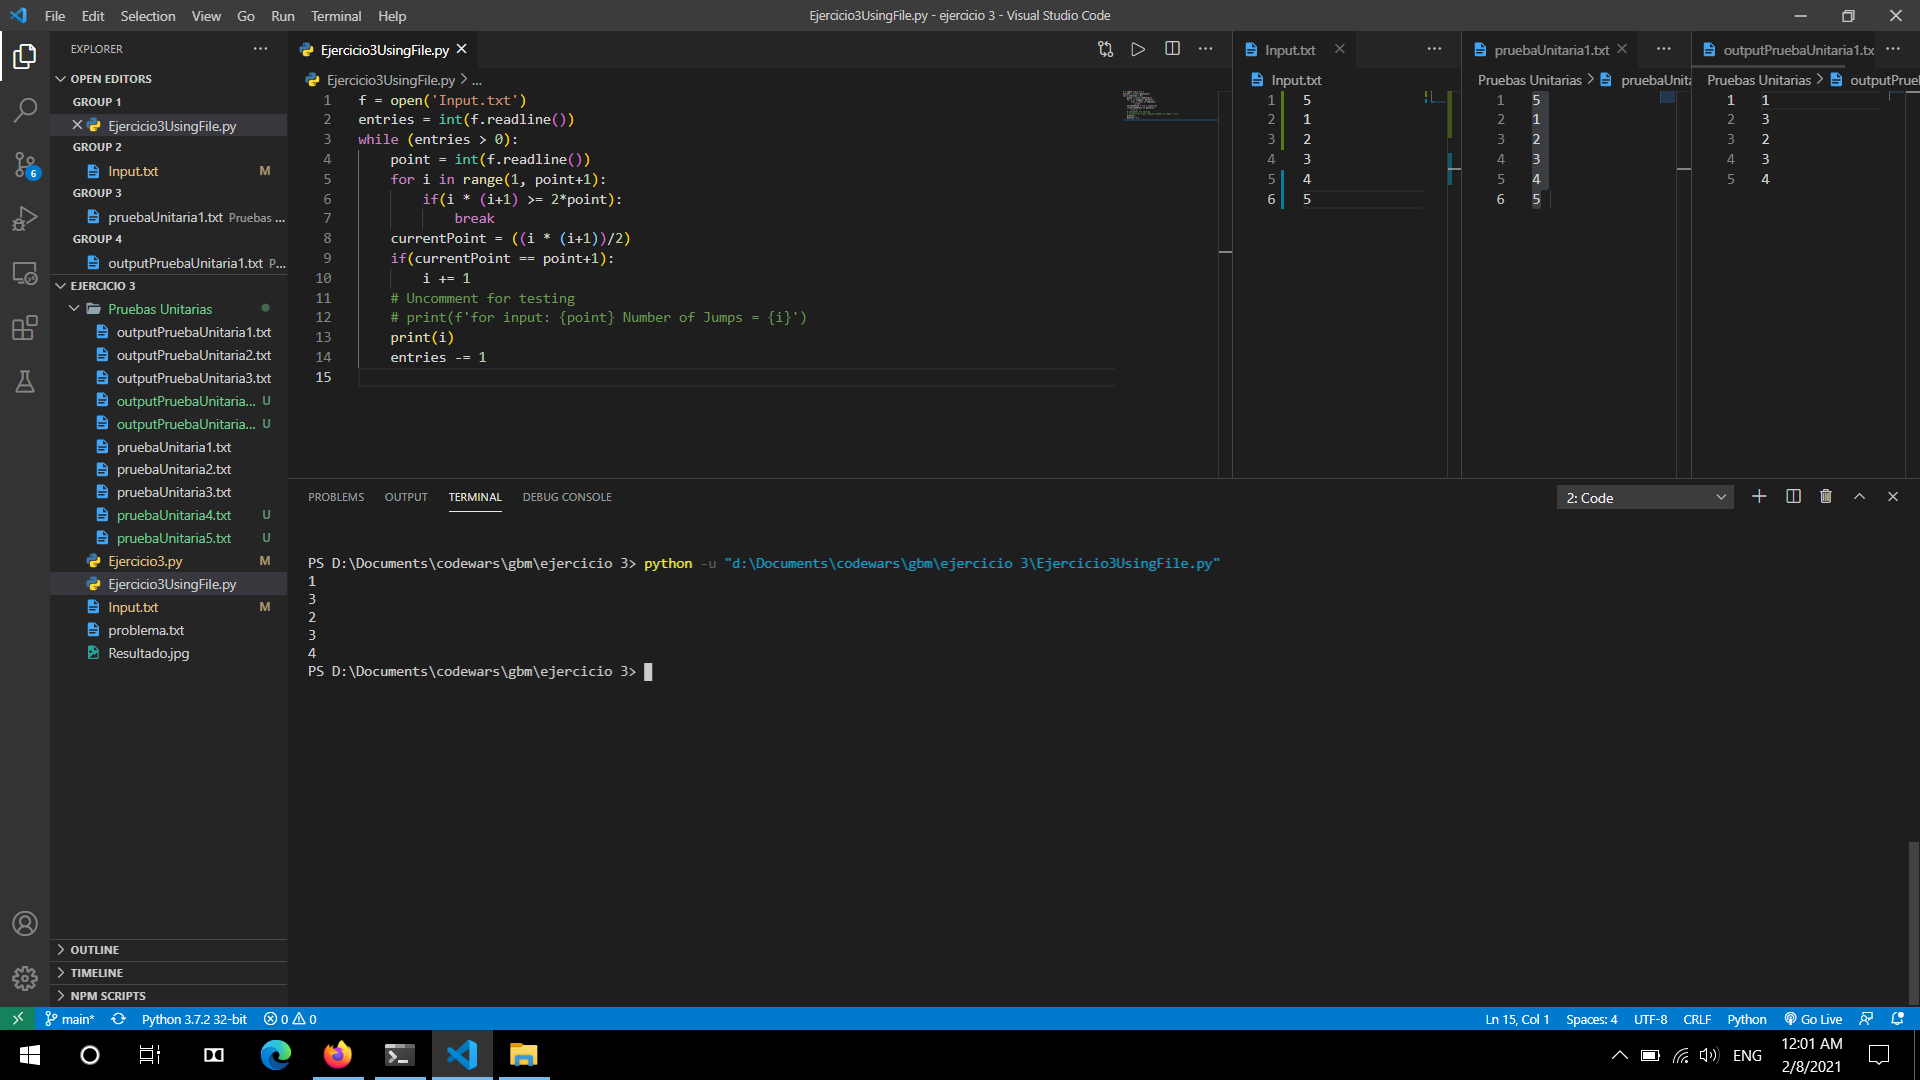 File Edit Selection View Go Run Terminal Help
Ejercicio3UsingFile.py - ejercicio 3 - Visual Studio Code
EXPLORER
OPEN EDITORS
GROUP 1
Ejercicio3UsingFile.py
GROUP 2
Input.txt M
GROUP 3
pruebaUnitaria1.txt Pruebas ...
GROUP 4
outputPruebaUnitaria1.txt P...
EJERCICIO 3
Pruebas Unitarias
outputPruebaUnitaria1.txt
outputPruebaUnitaria2.txt
outputPruebaUnitaria3.txt
outputPruebaUnitaria... U
outputPruebaUnitaria... U
pruebaUnitaria1.txt
pruebaUnitaria2.txt
pruebaUnitaria3.txt
pruebaUnitaria4.txt U
pruebaUnitaria5.txt U
Ejercicio3.py M
Ejercicio3UsingFile.py
Input.txt M
problema.txt
Resultado.jpg
OUTLINE
TIMELINE
NPM SCRIPTS
6
Ejercicio3UsingFile.py
Ejercicio3UsingFile.py > ...
1 f = open('Input.txt')
2 entries = int(f.readline())
3 while (entries > 0):
4 point = int(f.readline())
5 for i in range(1, point+1):
6 if(i * (i+1) >= 2*point):
7 break
8 currentPoint = ((i * (i+1))/2)
9 if(currentPoint == point+1):
10 i += 1
11 # Uncomment for testing
12 # print(f'for input: {point} Number of Jumps = {i}')
13 print(i)
14 entries -= 1
15
Input.txt
Input.txt
1 5
2 1
3 2
4 3
5 4
6 5
pruebaUnitaria1.txt
Pruebas Unitarias > pruebaUnita
1 5
2 1
3 2
4 3
5 4
6 5
outputPruebaUnitaria1.tx
Pruebas Unitarias > outputPrue
1 1
2 3
3 2
4 3
5 4
PROBLEMS OUTPUT TERMINAL DEBUG CONSOLE
2: Code
PS D:\Documents\codewars\gbm\ejercicio 3> python -u "d:\Documents\codewars\gbm\ejercicio 3\Ejercicio3UsingFile.py"
1
3
2
3
4
PS D:\Documents\codewars\gbm\ejercicio 3>
main* Python 3.7.2 32-bit 0 0
Ln 15, Col 1 Spaces: 4 UTF-8 CRLF Python Go Live
ENG
12:01 AM
2/8/2021